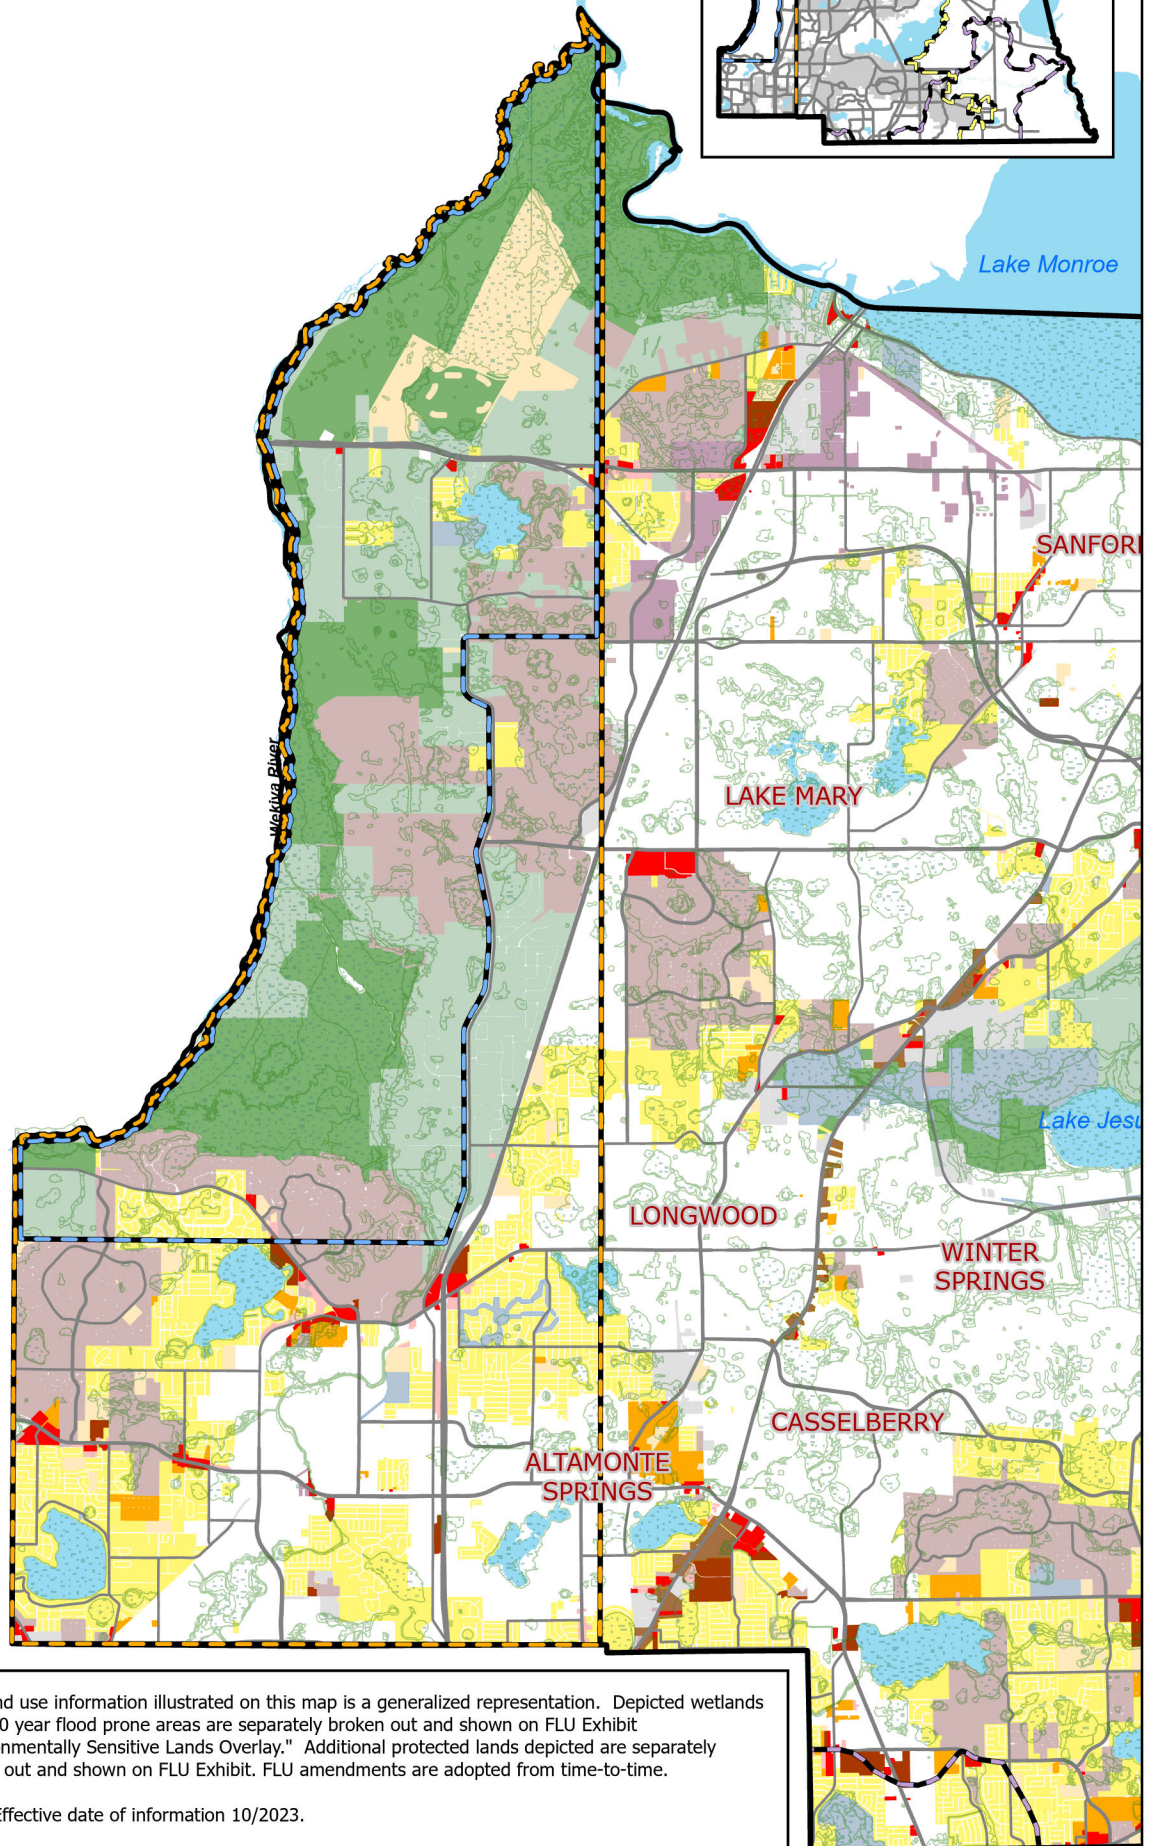 Lake Monroe
SANFOR
Wekiva River
LAKE MARY
Lake Jesu
LONGWOOD
WINTER
SPRINGS
CASSELBERRY
ALTAMONTE
SPRINGS
nd use information illustrated on this map is a generalized representation. Depicted wetlands
0 year flood prone areas are separately broken out and shown on FLU Exhibit
onmentally Sensitive Lands Overlay." Additional protected lands depicted are separately
out and shown on FLU Exhibit. FLU amendments are adopted from time-to-time.
Effective date of information 10/2023.